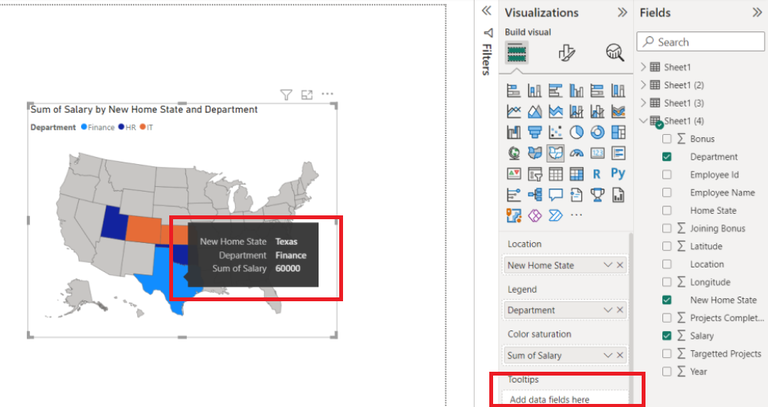 Visualizations
Fields
Build visual
Search
Filters
Sheet1
Sheet1 (2)
Sheet1 (3)
Sheet1 (4)
Bonus
Department
Employee Id
Employee Name
Home State
Joining Bonus
Latitude
Location
Longitude
New Home State
Projects Complet...
Salary
Targetted Projects
Year
Sum of Salary by New Home State and Department
Department Finance HR IT
New Home State Texas
Department Finance
Sum of Salary 60000
R Py
Location
New Home State
Legend
Department
Color saturation
Sum of Salary
Tooltips
Add data fields here